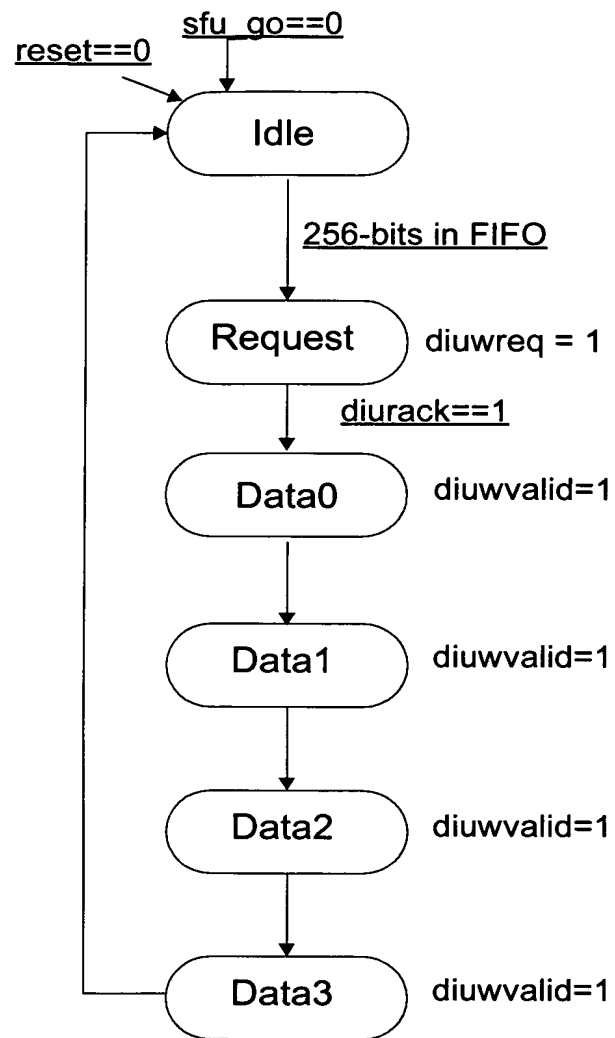 sfu_go==0
reset==0
Idle
256-bits in FIFO
Request
diuwreq = 1
diurack==1
Data0
diuwvalid=1
Data1
diuwvalid=1
Data2
diuwvalid=1
Data3
diuwvalid=1